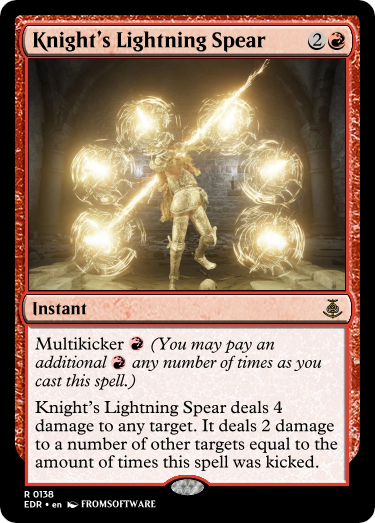 Knight's Lightning Spear 2
Instant
Multikicker (You may pay an
additional any number of times as you
cast this spell.)
Knight's Lightning Spear deals 4
damage to any target. It deals 2 damage
to a number of other targets equal to the
amount of times this spell was kicked.
R 0138
EDR • en FROMSOFTWARE